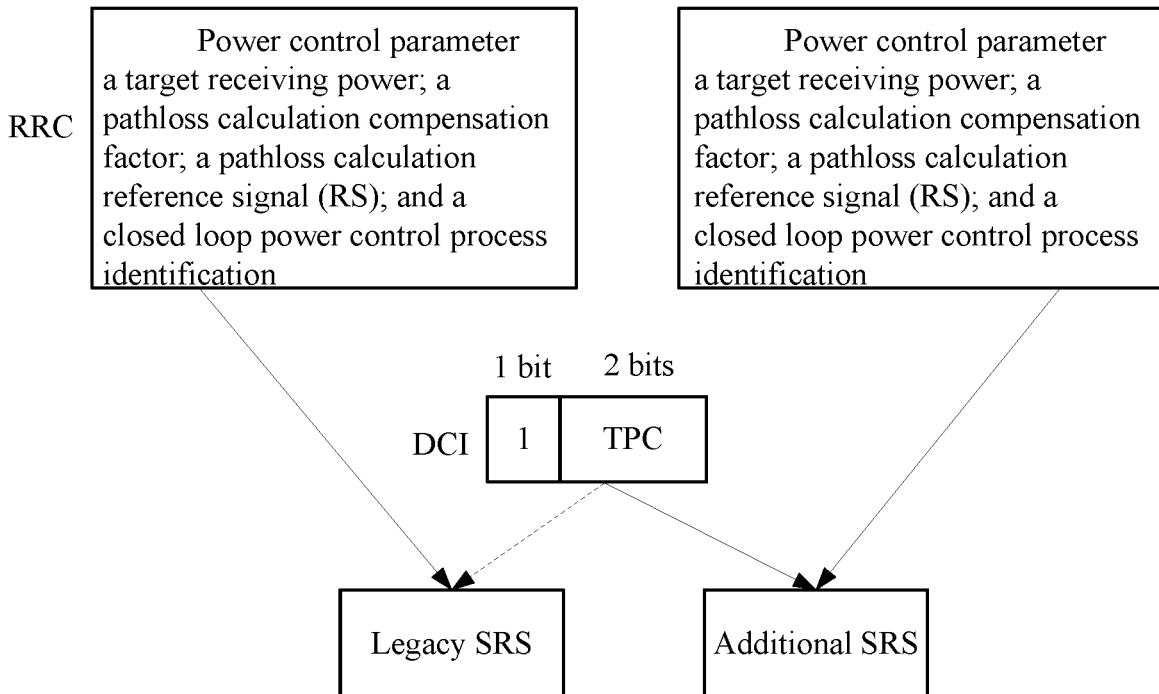 Power control parameter
a target receiving power; a
pathloss calculation compensation
factor; a pathloss calculation
reference signal (RS); and a
closed loop power control process
identification
RRC
Power control parameter
a target receiving power; a
pathloss calculation compensation
factor; a pathloss calculation
reference signal (RS); and a
closed loop power control process
identification
1 bit
2 bits
DCI
1
TPC
Legacy SRS
Additional SRS